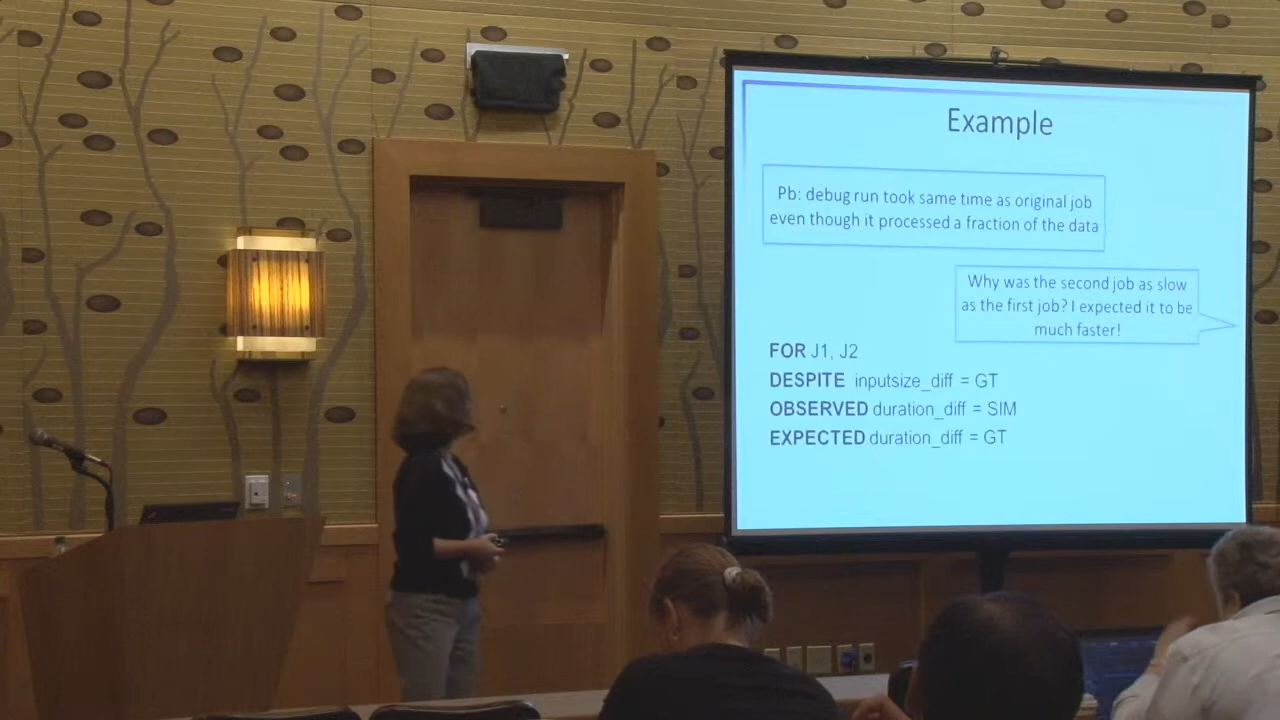 Example
Pb: debug run took same time as original job
even though it processed a fraction of the data
Why was the second job as slow
as the first job? I expected it to be
much faster!
FOR J1, J2
DESPITE inputsize_diff = GT
OBSERVED duration_diff = SIM
EXPECTED duration_diff = GT